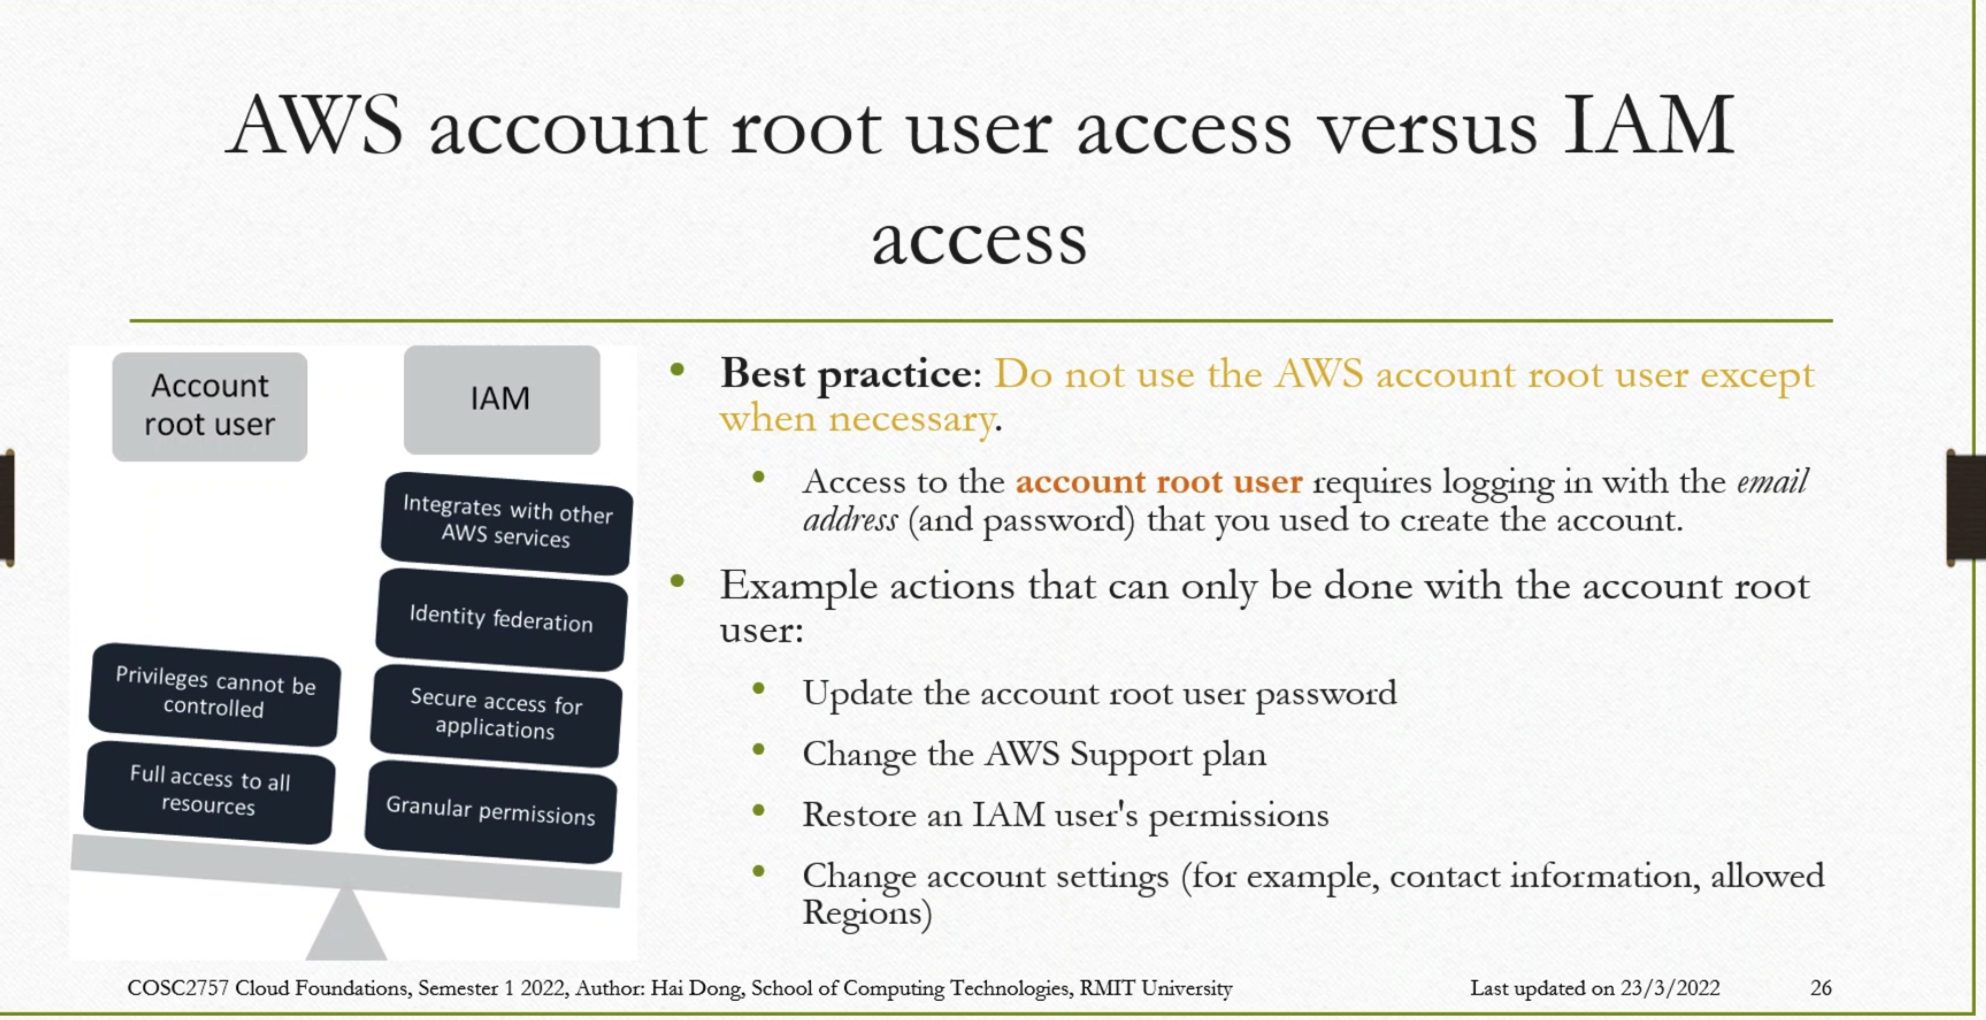 AWS account root user access versus IAM
access
Account
root user
IAM
Integrates with other
AWS services
Identity federation
Privileges cannot be
controlled
Secure access for
applications
Full access to all
resources
Granular permissions
Best practice: Do not use the AWS account root user except
when necessary.
Access to the account root user requires logging in with the email
address (and password) that you used to create the account.
Example actions that can only be done with the account root
user:
Update the account root user password
Change the AWS Support plan
Restore an IAM user's permissions
Change account settings (for example, contact information, allowed
Regions)
COSC2757 Cloud Foundations, Semester 1 2022, Author: Hai Dong, School of Computing Technologies, RMIT University
Last updated on 23/3/2022
26